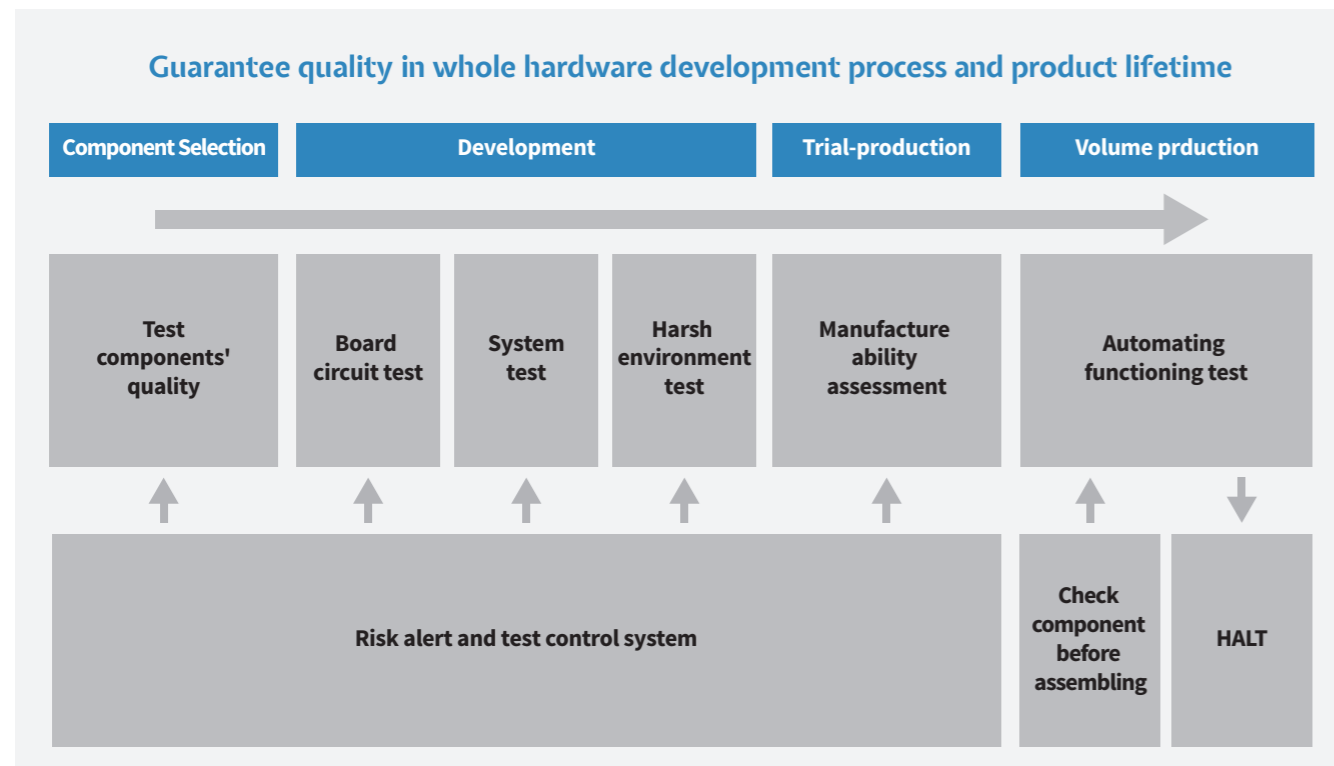 Guarantee quality in whole hardware development process and product lifetime
Component Selection
Development
Trial-production
Volume prduction
Test
components'
quality
Board
circuit test
System
test
Harsh
environment
test
Manufacture
ability
assessment
Automating
functioning test
Risk alert and test control system
Check
component
before
assembling
HALT